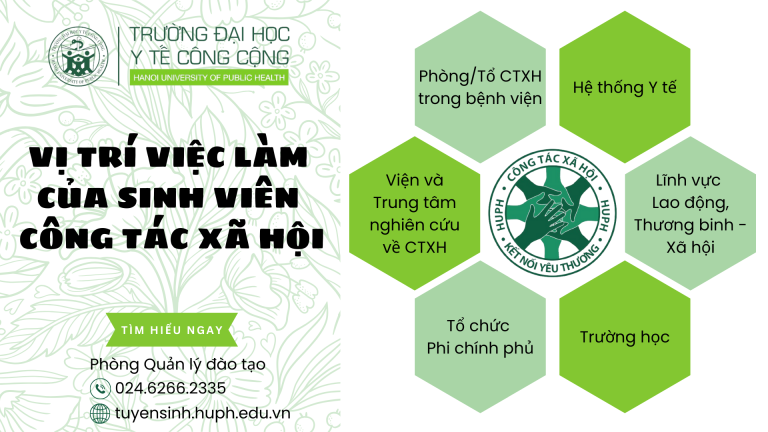 TRƯỜNG ĐẠI HỌC
Y TẾ CÔNG CỘNG
HANOI UNIVERSITY OF PUBLIC HEALTH
VỊ TRÍ VIỆC LÀM
CỦA SINH VIÊN
CÔNG TÁC XÃ HỘI
TÌM HIỂU NGAY
Phòng Quản lý đào tạo
024.6266.2335
tuyensinh.huph.edu.vn
Phòng/Tổ CTXH
trong bệnh viện
Hệ thống Y tế
Viện và
Trung tâm
nghiên cứu
về CTXH
CÔNG TÁC XÃ HỘI
HUPH
HUPH
KẾT NỐI YÊU THƯƠNG
Lĩnh vực
Lao động,
Thương binh -
Xã hội
Tổ chức
Phi chính phủ
Trường học